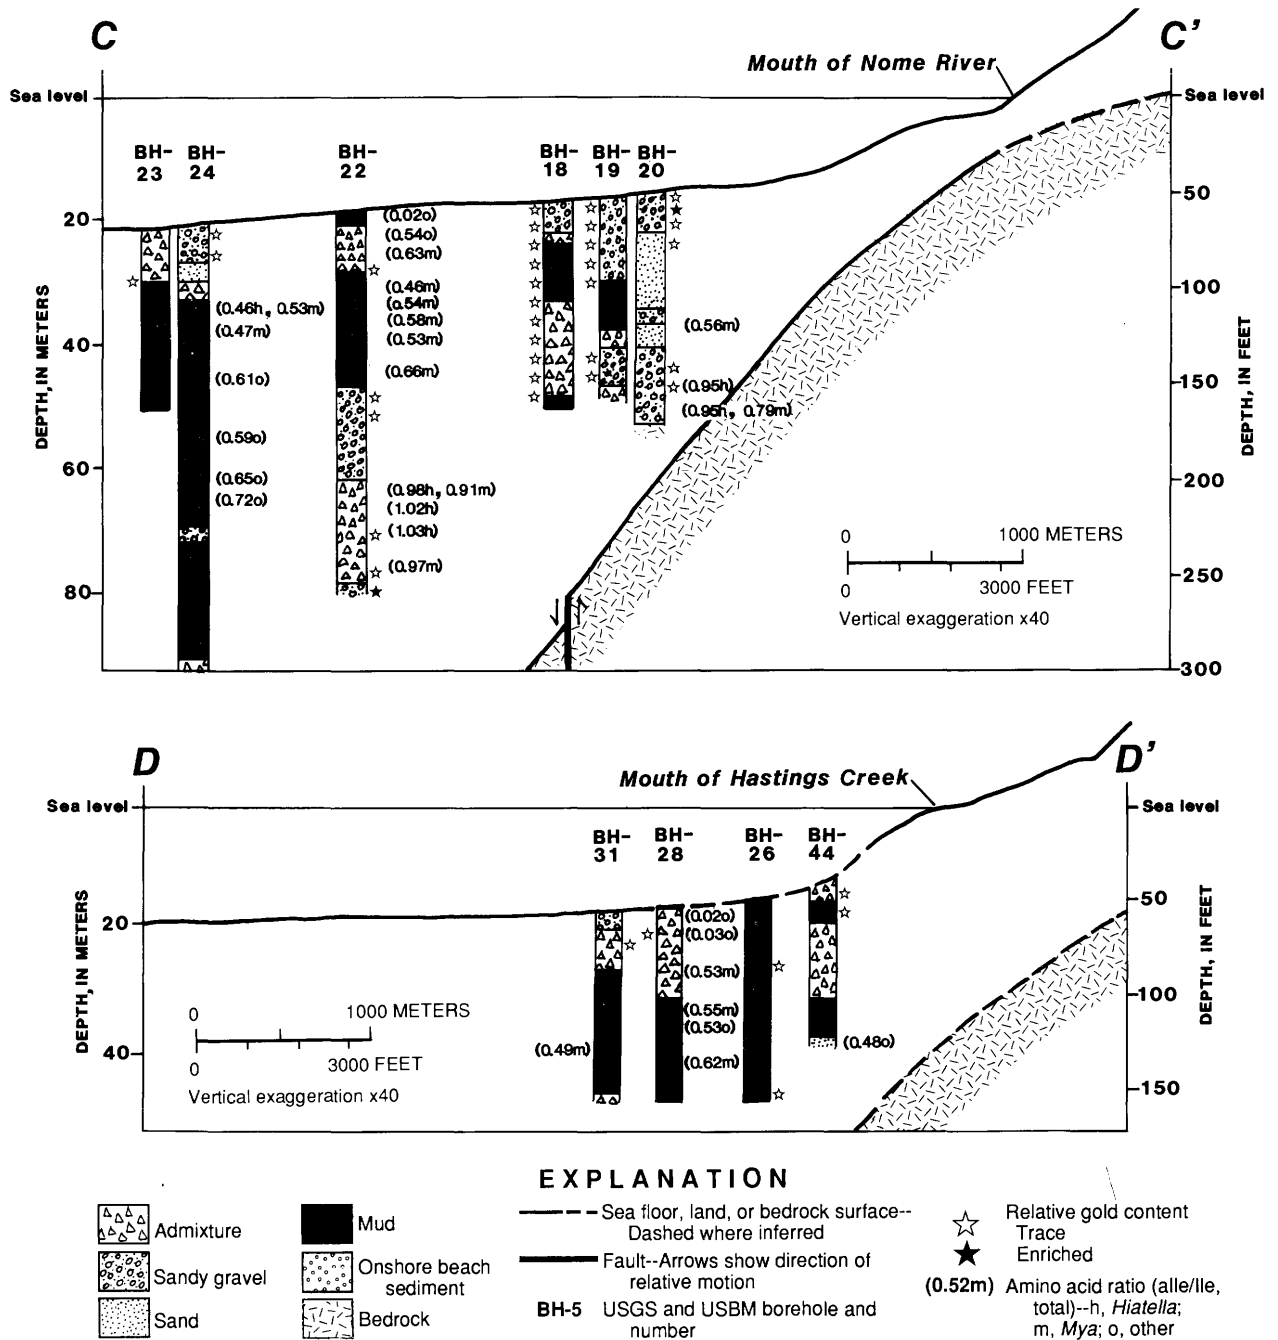 C
C'
Mouth of Nome River
Sea level
Sea level
BH-
23
BH-
24
BH-
22
BH-
18
BH-
19
BH-
20
20
40
60
80
DEPTH, IN METERS
50
100
150
200
250
300
DEPTH, IN FEET
(0.46h, 0.53m)
(0.47m)
(0.61o)
(0.59o)
(0.65o)
(0.72o)
(0.02o)
(0.54o)
(0.63m)
(0.46m)
(0.54m)
(0.58m)
(0.53m)
(0.66m)
(0.98h, 0.91m)
(1.02h)
(1.03h)
(0.97m)
(0.56m)
(0.95h)
(0.95h, 0.79m)
0 1000 METERS
0 3000 FEET
Vertical exaggeration x40
D
D'
Mouth of Hastings Creek
Sea level
Sea level
BH-
31
BH-
28
BH-
26
BH-
44
20
40
DEPTH, IN METERS
50
100
150
DEPTH, IN FEET
(0.49m)
(0.02o)
(0.03o)
(0.53m)
(0.55m)
(0.53o)
(0.62m)
(0.48o)
0 1000 METERS
0 3000 FEET
Vertical exaggeration x40
EXPLANATION
Admixture
Sandy gravel
Sand
Mud
Onshore beach
sediment
Bedrock
Sea floor, land, or bedrock surface--
Dashed where inferred
Fault--Arrows show direction of
relative motion
BH-5 USGS and USBM borehole and
number
Relative gold content
Trace
Enriched
(0.52m) Amino acid ratio (alle/Ile,
total)--h, Hiatella;
m, Mya; o, other